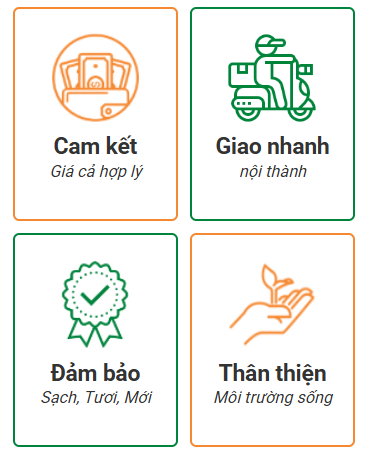 Cam kết
Giá cả hợp lý
Giao nhanh
nội thành
Đảm bảo
Sạch, Tươi, Mới
Thân thiện
Môi trường sống